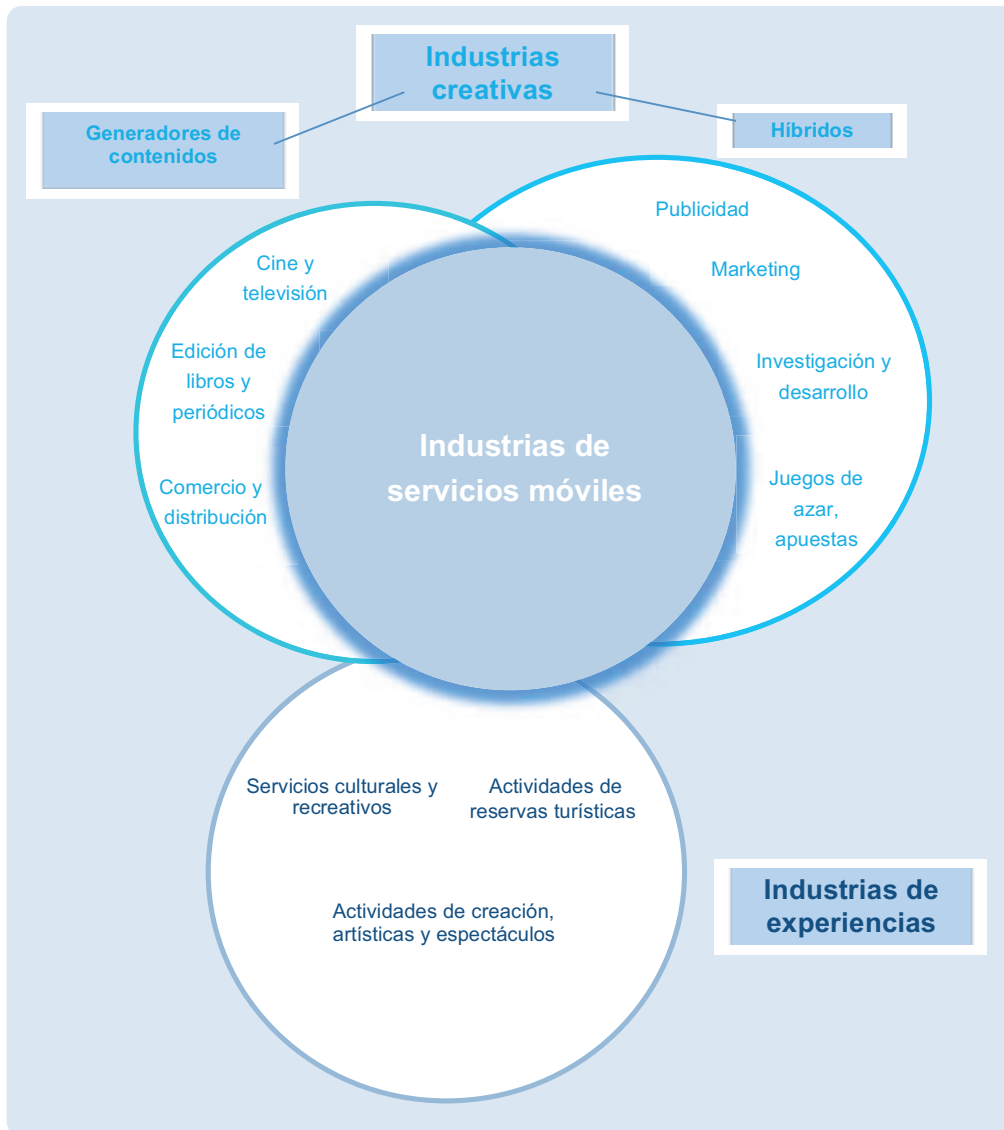 Industrias
creativas
Generadores de
contenidos
Híbridos
Cine y
televisión
Edición de
libros y
periódicos
Comercio y
distribución
Publicidad
Marketing
Investigación y
desarrollo
Juegos de
azar,
apuestas
Industrias de
servicios móviles
Servicios culturales y
recreativos
Actividades de
reservas turísticas
Actividades de creación,
artísticas y espectáculos
Industrias de
experiencias